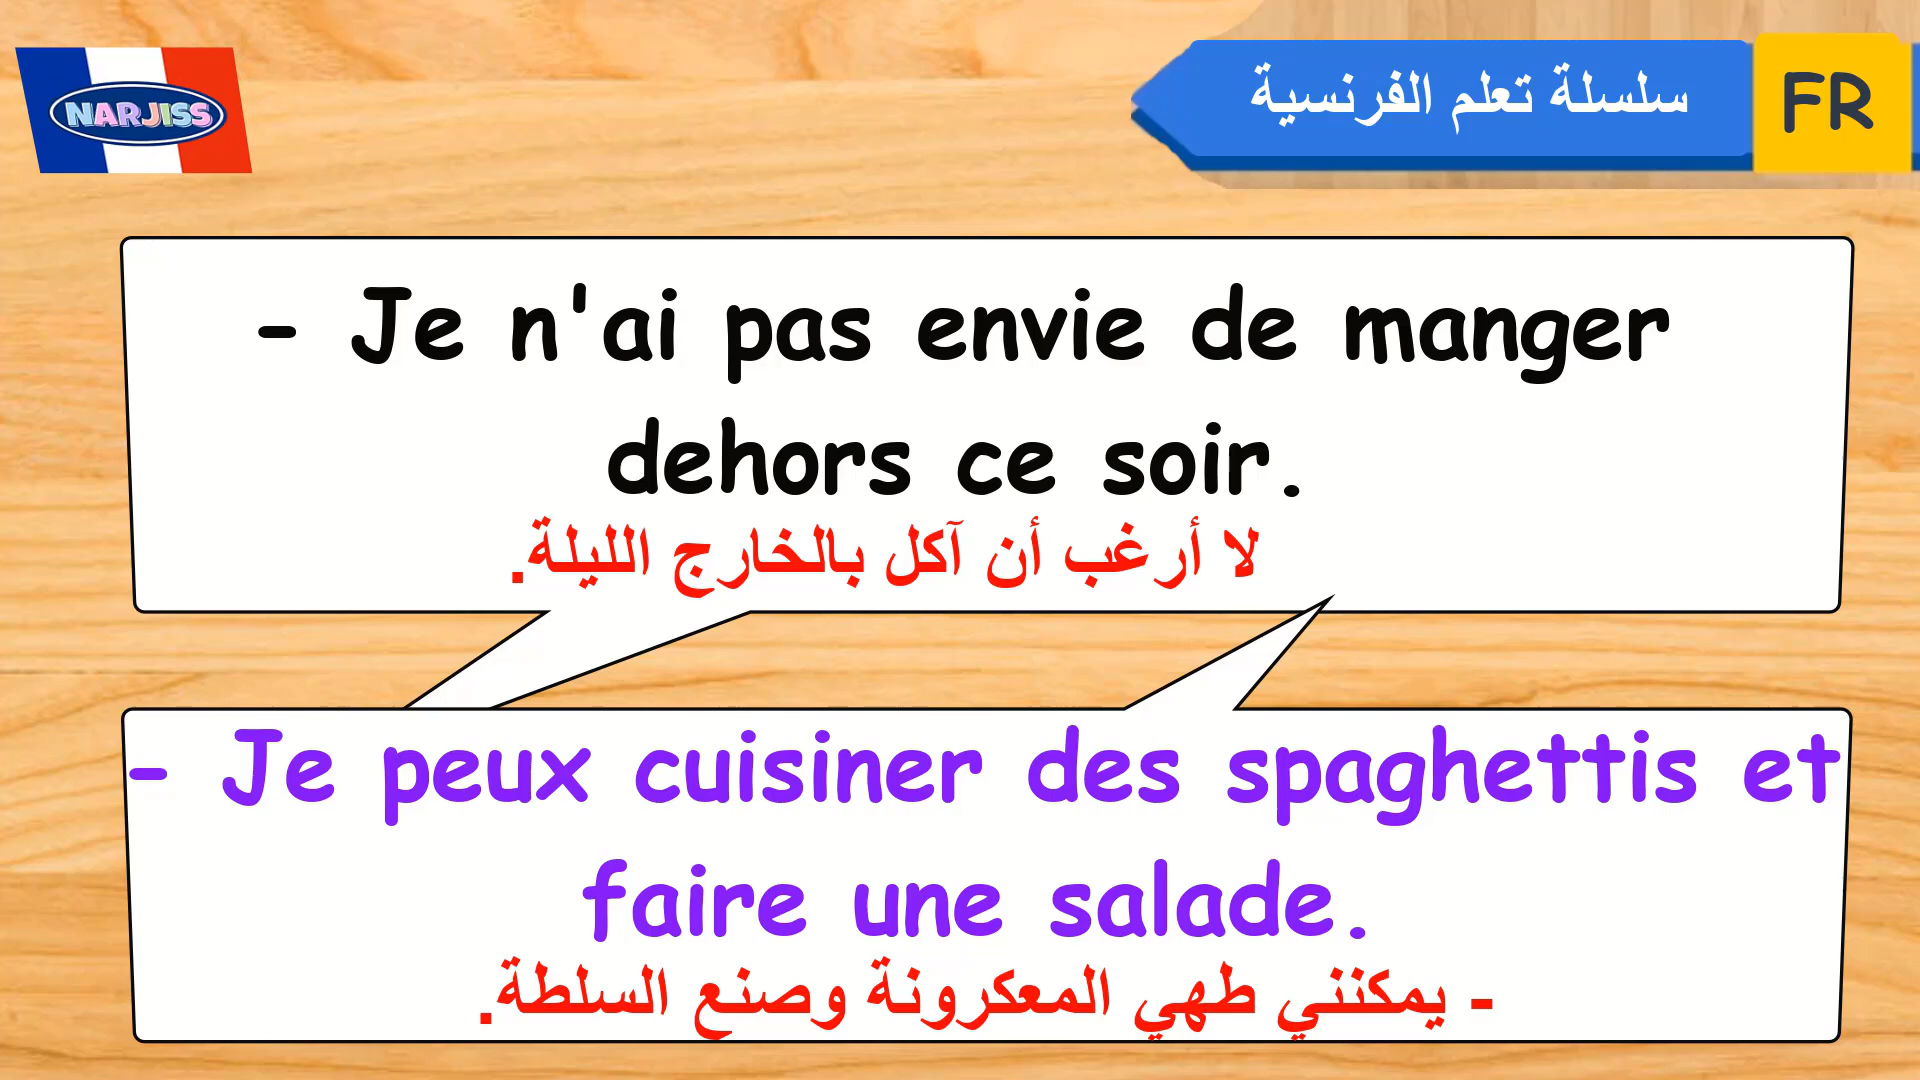 NARJISS
سلسلة تعلم الفرنسية
FR
- Je n'ai pas envie de manger
dehors ce soir.
لا أرغب أن آكل بالخارج الليلة.
- Je peux cuisiner des spaghettis et
faire une salade.
- يمكنني طهي المعكرونة وصنع السلطة.